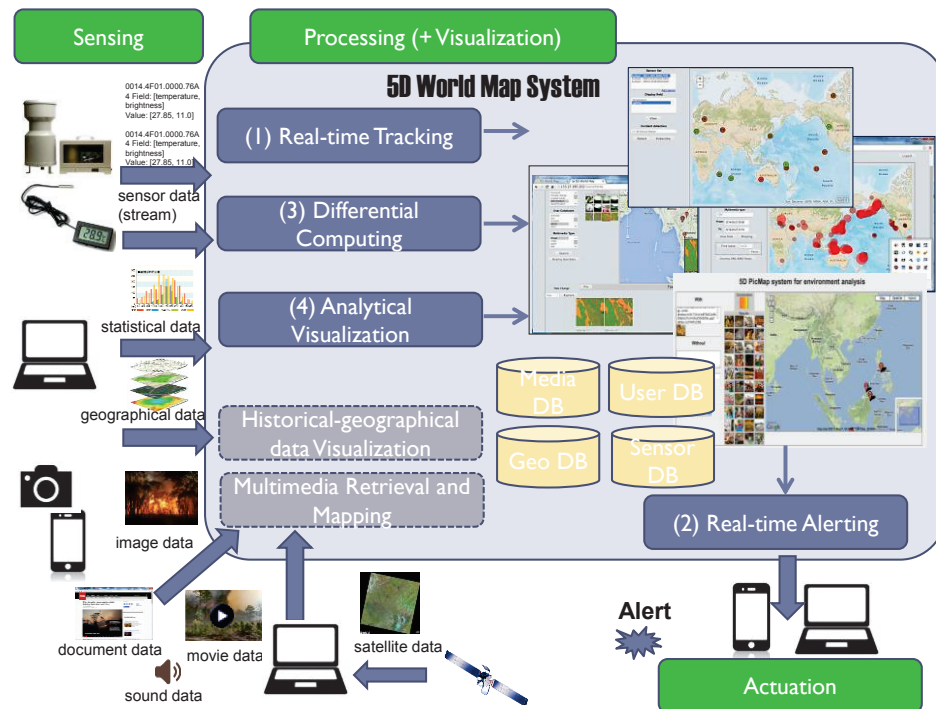 Sensing
Processing (+ Visualization)
5D World Map System
0014.4F01.0000.76A
4 Field: [temperature,
brightness]
Value: [27.85, 11.0]
0014.4F01.0000.76A
4 Field: [temperature,
brightness]
Value: [27.85, 11.0]
sensor data
(stream)
(1) Real-time Tracking
(3) Differential
Computing
(4) Analytical
Visualization
statistical data
geographical data
Historical-geographical
data Visualization
Multimedia Retrieval and
Mapping
Media
DB
User DB
Geo DB
Sensor
DB
5D PicMap system for environment analysis
With
Without
(2) Real-time Alerting
image data
document data
movie data
sound data
satellite data
Alert
Actuation